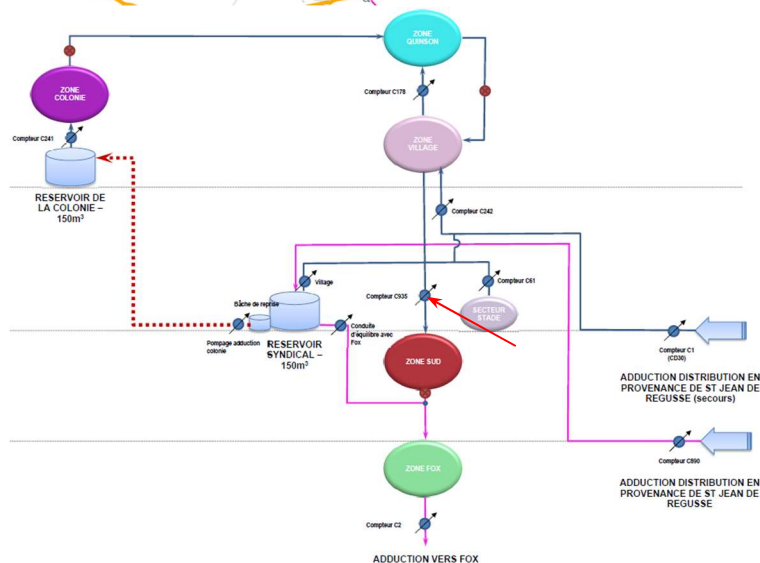 ZONE
QUINSON
ZONE
COLONIE
Compteur C178
Compteur C241
ZONE
VILLAGE
RESERVOIR DE
LA COLONIE –
150m³
Compteur C242
Village
Compteur C61
Compteur C935
Bâche de reprise
SECTEUR
STADE
Pompage adduction
colonie
RESERVOIR
SYNDICAL –
150m³
Conduite
d'équilibre avec
Fox
Compteur C1
(CD30)
ZONE SUD
ADDUCTION DISTRIBUTION EN
PROVENANCE DE ST JEAN DE
REGUSSE (secours)
Compteur C890
ZONE FOX
ADDUCTION DISTRIBUTION EN
PROVENANCE DE ST JEAN DE
REGUSSE
Compteur C2
ADDUCTION VERS FOX